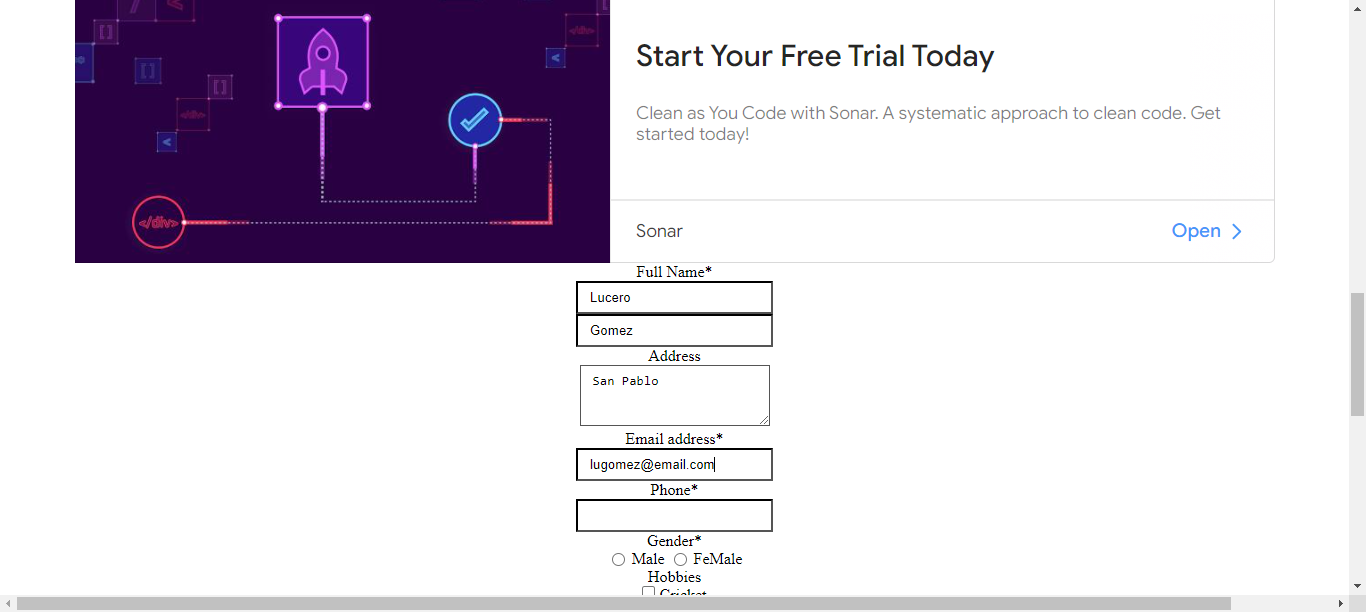 Start Your Free Trial Today
Clean as You Code with Sonar. A systematic approach to clean code. Get
started today!
</div>
Sonar
Open
Full Name*
Lucero
Gomez
Address
San Pablo
Email address*
lugomez@email.com
Phone*
Gender*
Male FeMale
Hobbies
Cricket